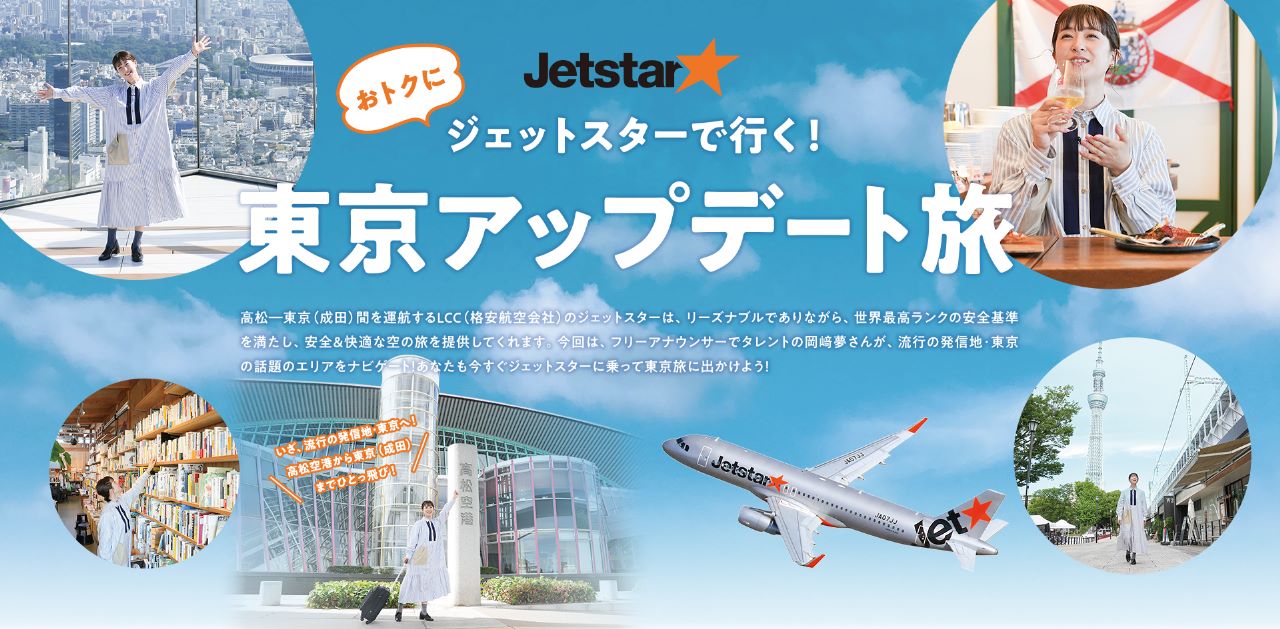 Jetstar
おトクに
ジェットスターで行く!
東京アップデート旅
高松―東京(成田)間を運航するLCC(格安航空会社)のジェットスターは、リーズナブルでありながら、世界最高ランクの安全基準
を満たし、安全&快適な空の旅を提供してくれます。今回は、フリーアナウンサーでタレントの岡﨑夢さんが、流行の発信地・東京
の話題のエリアをナビゲート!あなたも今すぐジェットスターに乗って東京旅に出かけよう!
いざ、流行の発信地・東京へ!
高松空港から東京(成田)
までひとっ飛び!
高松空港
Jetstar
JA07JJ
JA07JJ
Jet